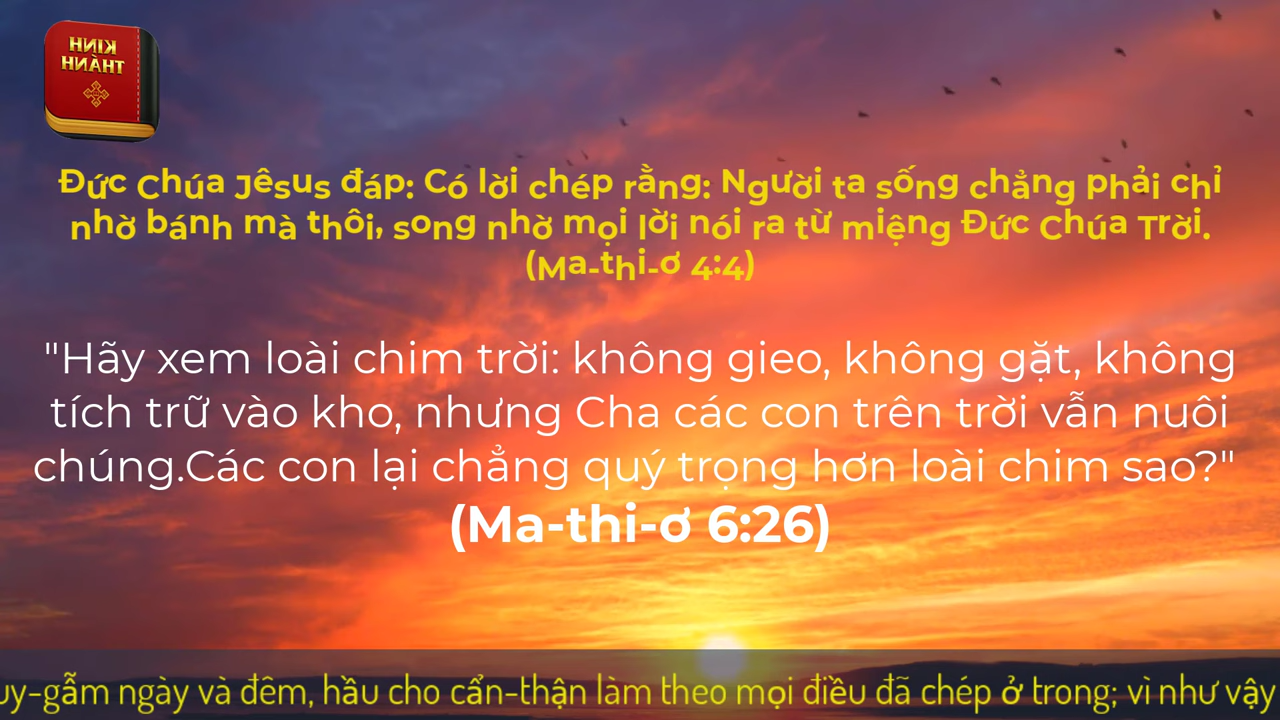 KINH
THÁNH
Đức Chúa Jêsus đáp: Có lời chép rằng: Người ta sống chẳng phải chỉ
nhờ bánh mà thôi, song nhờ mọi lời nói ra từ miệng Đức Chúa Trời.
(Ma-thi-ơ 4:4)
"Hãy xem loài chim trời: không gieo, không gặt, không
tích trữ vào kho, nhưng Cha các con trên trời vẫn nuôi
chúng.Các con lại chẳng quý trọng hơn loài chim sao?"
(Ma-thi-ơ 6:26)
uy-gẫm ngày và đêm, hầu cho cẩn-thận làm theo mọi điều đã chép ở trong; vì như vậy